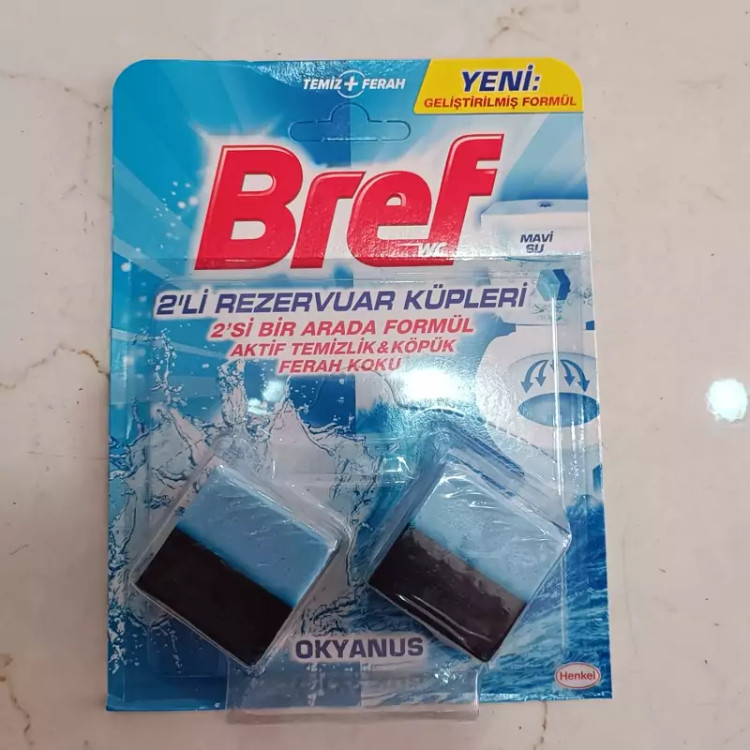 TEMİZ + FERAH
YENİ:
GELİŞTİRİLMİŞ FORMÜL
Bref
WC
MAVİ
SU
2'Lİ REZERVUAR KÜPLERİ
2'Sİ BİR ARADA FORMÜL
AKTİF TEMİZLİK&KÖPÜK
FERAH KOKU
OKYANUS
Henkel